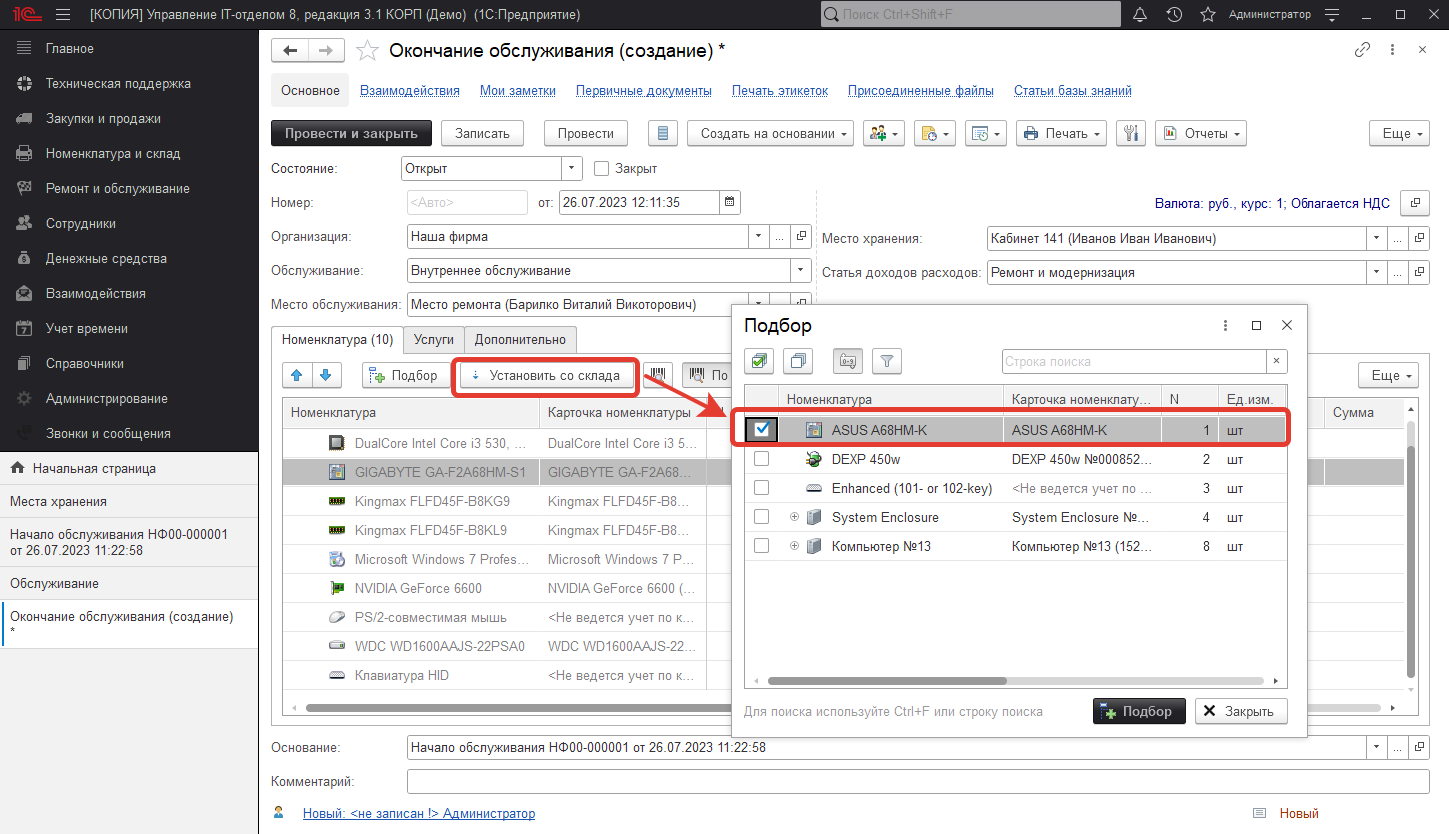 [КОПИЯ] Управление IT-отделом 8, редакция 3.1 КОРП (Демо) (1С:Предприятие)
Поиск Ctrl+Shift+F
Администратор
Главное
Техническая поддержка
Закупки и продажи
Номенклатура и склад
Ремонт и обслуживание
Сотрудники
Денежные средства
Взаимодействия
Учет времени
Справочники
Администрирование
Звонки и сообщения
Начальная страница
Места хранения
Начало обслуживания НФ00-000001
от 26.07.2023 11:22:58
Обслуживание
Окончание обслуживания (создание)
*
Окончание обслуживания (создание) *
Основное Взаимодействия Мои заметки Первичные документы Печать этикеток Присоединенные файлы Статьи базы знаний
Провести и закрыть Записать Провести Создать на основании Печать Отчеты Еще
Состояние: Открыт Закрыт
Номер: <Авто> от: 26.07.2023 12:11:35
Валюта: руб., курс: 1; Облагается НДС
Организация: Наша фирма
Место хранения: Кабинет 141 (Иванов Иван Иванович)
Обслуживание: Внутреннее обслуживание
Статья доходов расходов: Ремонт и модернизация
Место обслуживания: Место ремонта (Барилко Виталий Викоторович)
Номенклатура (10) Услуги Дополнительно
Подбор Установить со склада По Еще
Номенклатура Карточка номенклатуры Сумма
DualCore Intel Core i3 530, ... DualCore Intel Core i3 5...
GIGABYTE GA-F2A68HM-S1 GIGABYTE GA-F2A68...
Kingmax FLFD45F-B8KG9 Kingmax FLFD45F-B8...
Kingmax FLFD45F-B8KL9 Kingmax FLFD45F-B8...
Microsoft Windows 7 Profes... Microsoft Windows 7 P...
NVIDIA GeForce 6600 NVIDIA GeForce 6600 (...
PS/2-совместимая мышь <Не ведется учет по к...
WDC WD1600AAJS-22PSA0 WDC WD1600AAJS-22...
Клавиатура HID <Не ведется учет по к...
Подбор
Строка поиска
Номенклатура Карточка номенклату... N Ед.изм.
ASUS A68HM-K ASUS A68HM-K 1 шт
DEXP 450w DEXP 450w №000852... 2 шт
Enhanced (101- or 102-key) <Не ведется учет по ... 3 шт
System Enclosure System Enclosure №... 4 шт
Компьютер №13 Компьютер №13 (152... 8 шт
Для поиска используйте Ctrl+F или строку поиска
Подбор Закрыть
Основание: Начало обслуживания НФ00-000001 от 26.07.2023 11:22:58
Комментарий:
Новый: <не записан !> Администратор
Новый